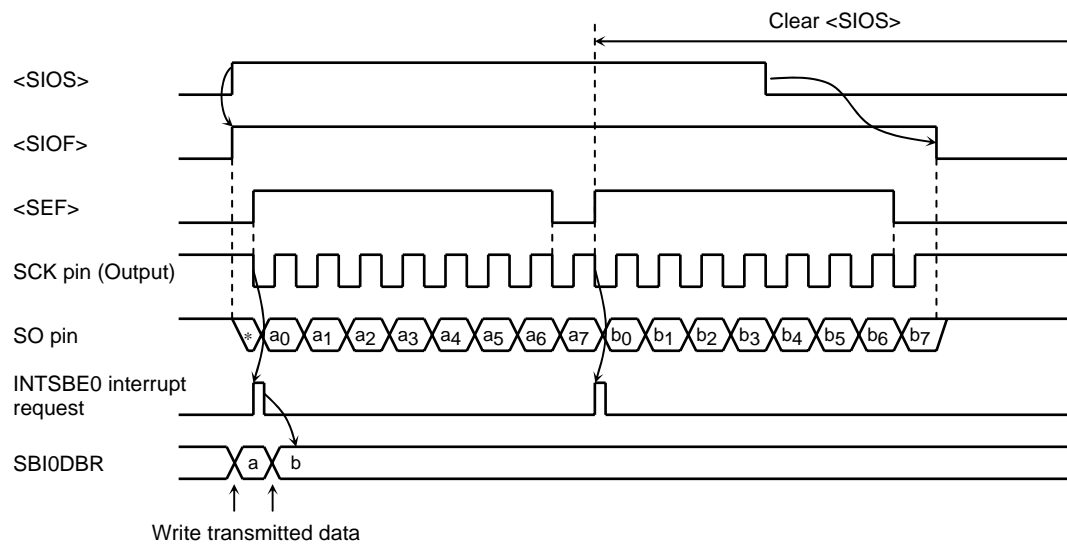 Clear <SIOS>
<SIOS>
<SIOF>
<SEF>
SCK pin (Output)
SO pin
* a0 a1 a2 a3 a4 a5 a6 a7 b0 b1 b2 b3 b4 b5 b6 b7
INTSBE0 interrupt
request
SBI0DBR
a b
Write transmitted data